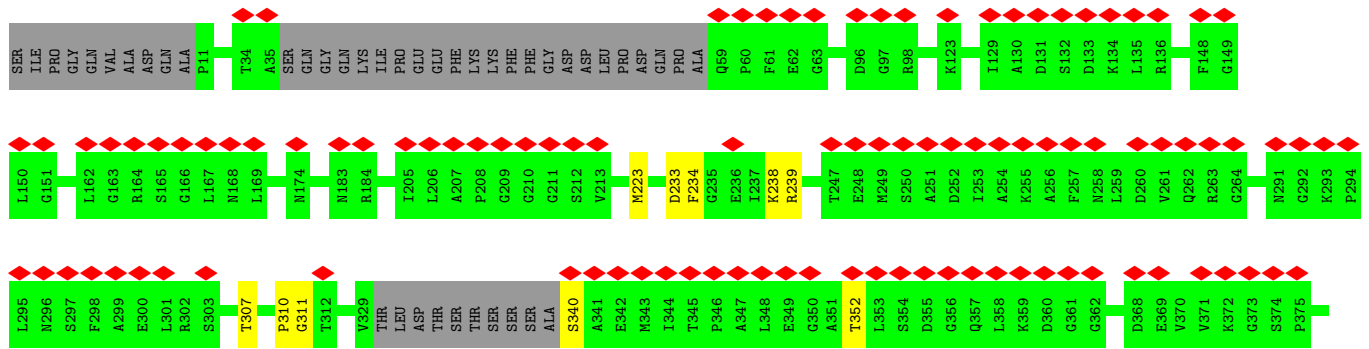 SER ILE PRO GLY GLN VAL ALA ASP GLN ALA P11 T34 A35 SER GLN GLY GLN LYS ILE PRO GLU GLU PHE LYS LYS PHE PHE GLY ASP ASP LEU PRO ASP GLN PRO ALA Q59 P60 F61 E62 G63 D96 G97 R98 K123 I129 A130 D131 S132 D133 K134 L135 R136 F148 G149
L150 G151 L162 G163 R164 S165 G166 L167 N168 L169 N174 N183 R184 I205 L206 A207 P208 G209 G210 G211 S212 V213 M223 D233 F234 G235 E236 I237 K238 R239 T247 E248 M249 S250 A251 D252 I253 A254 K255 A256 F257 N258 L259 D260 V261 Q262 R263 G264 N291 G292 K293 P294
L295 N296 S297 F298 A299 E300 L301 R302 S303 T307 P310 G311 T312 V329 THR LEU ASP THR SER THR SER SER SER ALA S340 A341 E342 M343 I344 T345 P346 A347 L348 E349 G350 A351 T352 L353 S354 D355 G356 Q357 L358 K359 D360 G361 G362 D368 E369 V370 V371 K372 G373 S374 P375